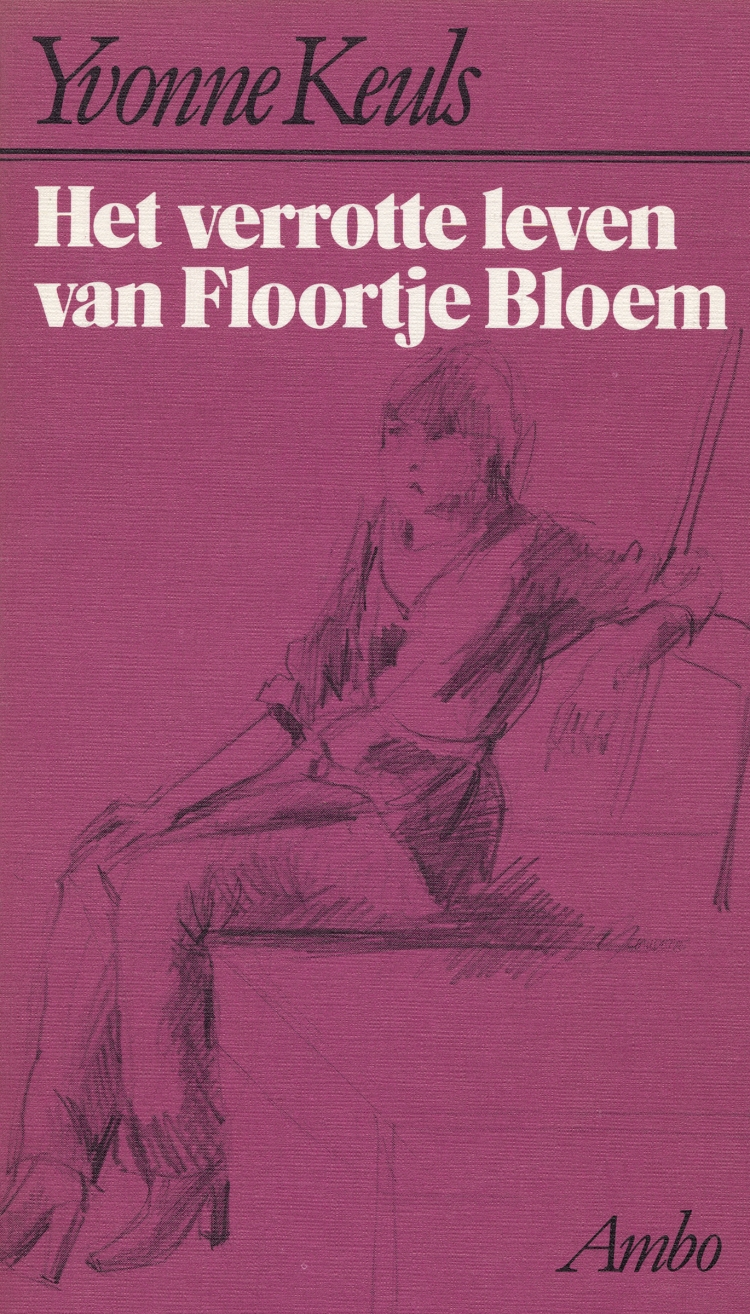 Yvonne Keuls
Het verrotte leven
van Floortje Bloem
Ambo